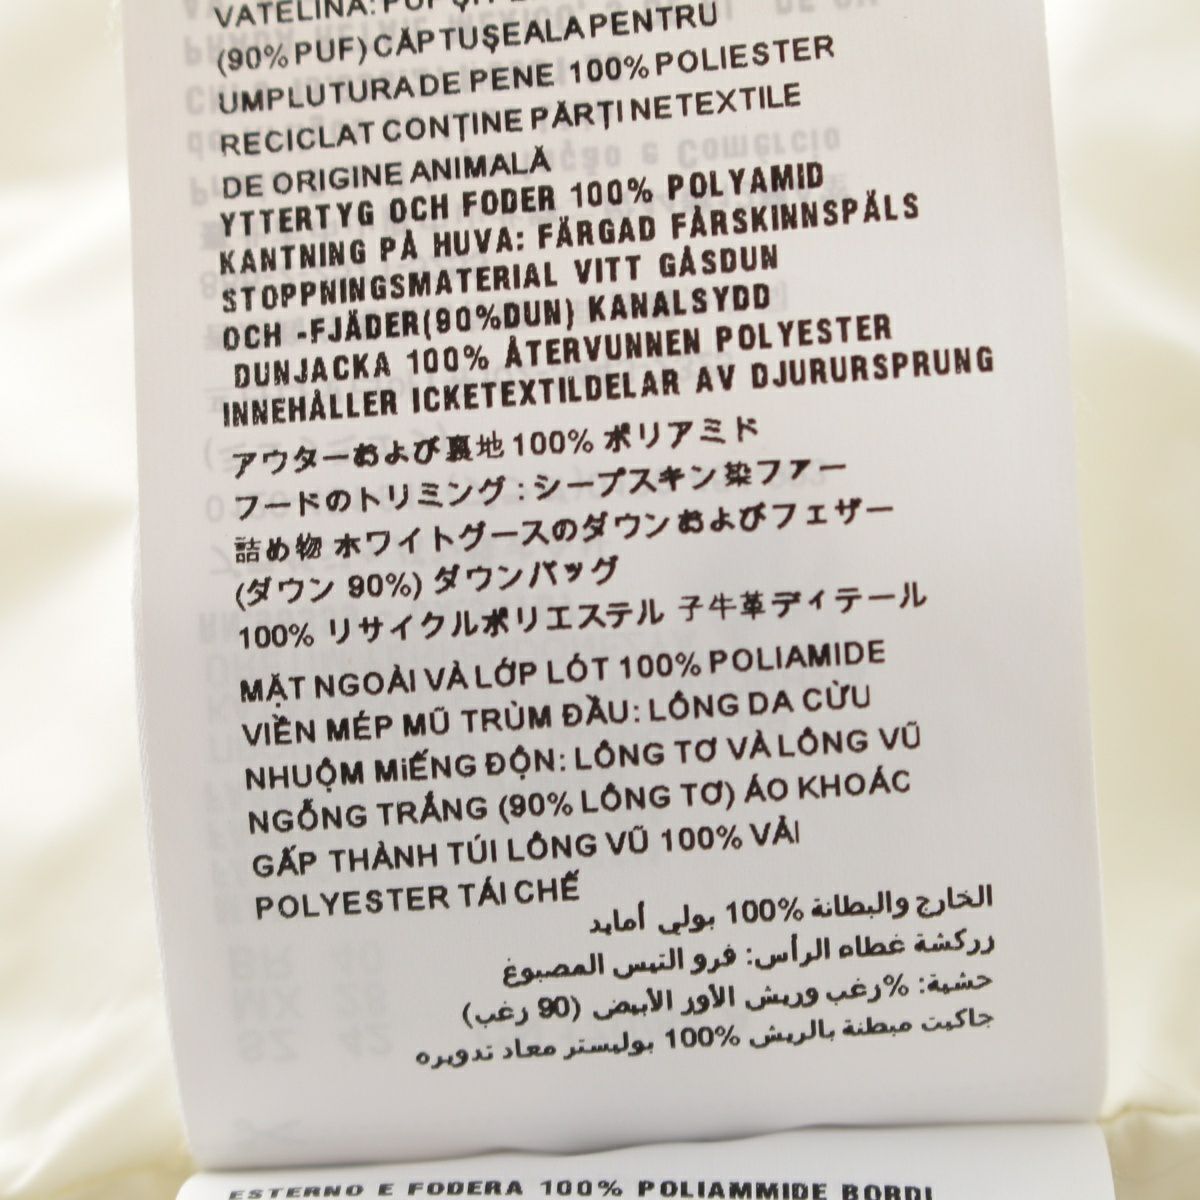 VATELINA: PUF ȘI
(90% PUF) CĂPTUȘEALA PENTRU
UMPLUTURA DE PENE 100% POLIESTER
RECICLAT CONȚINE PĂRȚI NETEXTILE
DE ORIGINE ANIMALĂ
YTTERTYG OCH FODER 100% POLYAMID
KANTNING PÅ HUVA: FÄRGAD FÅRSKINNSPÄLS
STOPPNINGSMATERIAL VITT GÅSDUN
OCH -FJÄDER(90%DUN) KANALSYDD
DUNJACKA 100% ÅTERVUNNEN POLYESTER
INNEHÅLLER ICKETEXTILDELAR AV DJURURSPRUNG
アウターおよび裏地 100% ポリアミド
フードのトリミング : シープスキン染ファー
詰め物 ホワイトグースのダウンおよびフェザー
(ダウン 90%) ダウンバッグ
100% リサイクルポリエステル 子牛革ディテール
MẶT NGOÀI VÀ LỚP LÓT 100% POLIAMIDE
VIỀN MÉP MŨ TRÙM ĐẦU: LÔNG DA CỪU
NHUỘM MIẾNG ĐỘN: LÔNG TƠ VÀ LÔNG VŨ
NGỖNG TRẮNG (90% LÔNG TƠ) ÁO KHOÁC
GẤP THÀNH TÚI LÔNG VŨ 100% VẢI
POLYESTER TÁI CHẾ
الخارج والبطانة %100 بولي أمايد
زركشة غطاء الرأس: فرو التيس المصبوغ
حشية: %رغب وريش الأوز الأبيض (90 رغب)
جاكيت مبطنة بالريش %100 بوليستر معاد تدويره
ESTERNO E FODERA 100% POLIAMMIDE BORDI